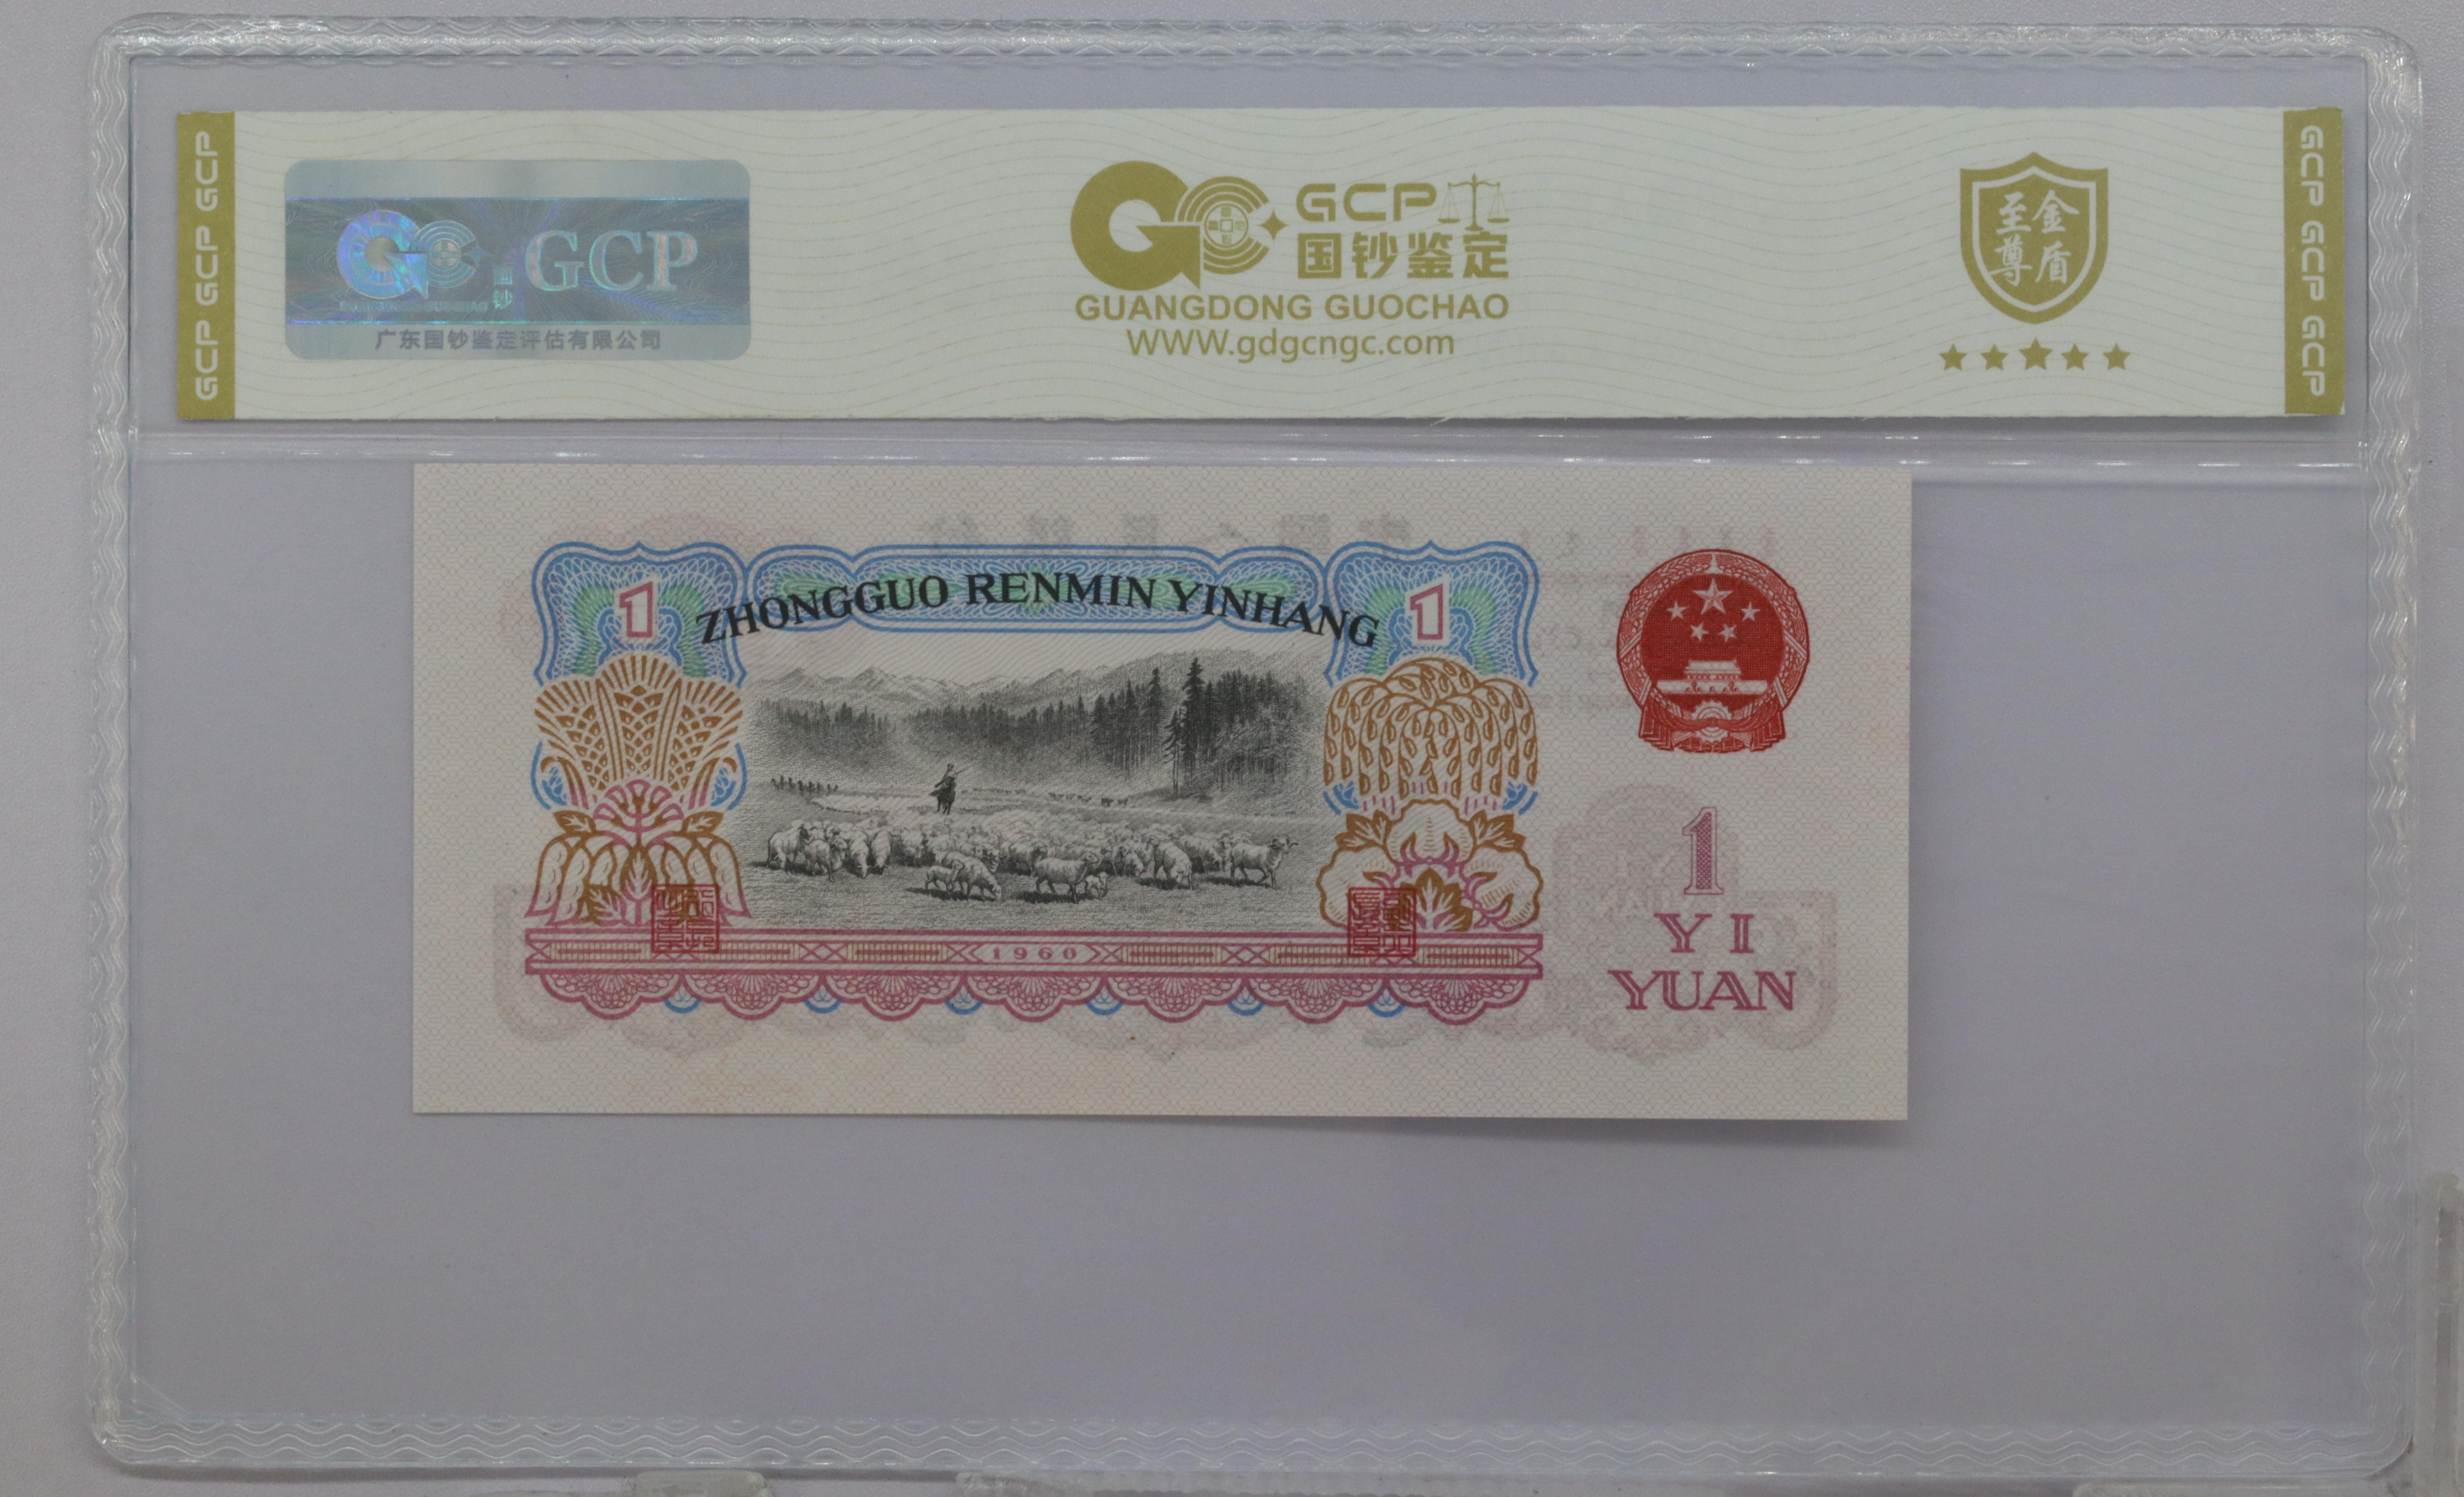 GCP GCP GCP
GCP
国钞
广东国钞鉴定评估有限公司
GCP
国钞鉴定
GUANGDONG GUOCHAO
WWW.gdgcngc.com
至尊金盾
GCP GCP GCP
1
ZHONGGUO RENMIN YINHANG
1
1960
1
YI
YUAN